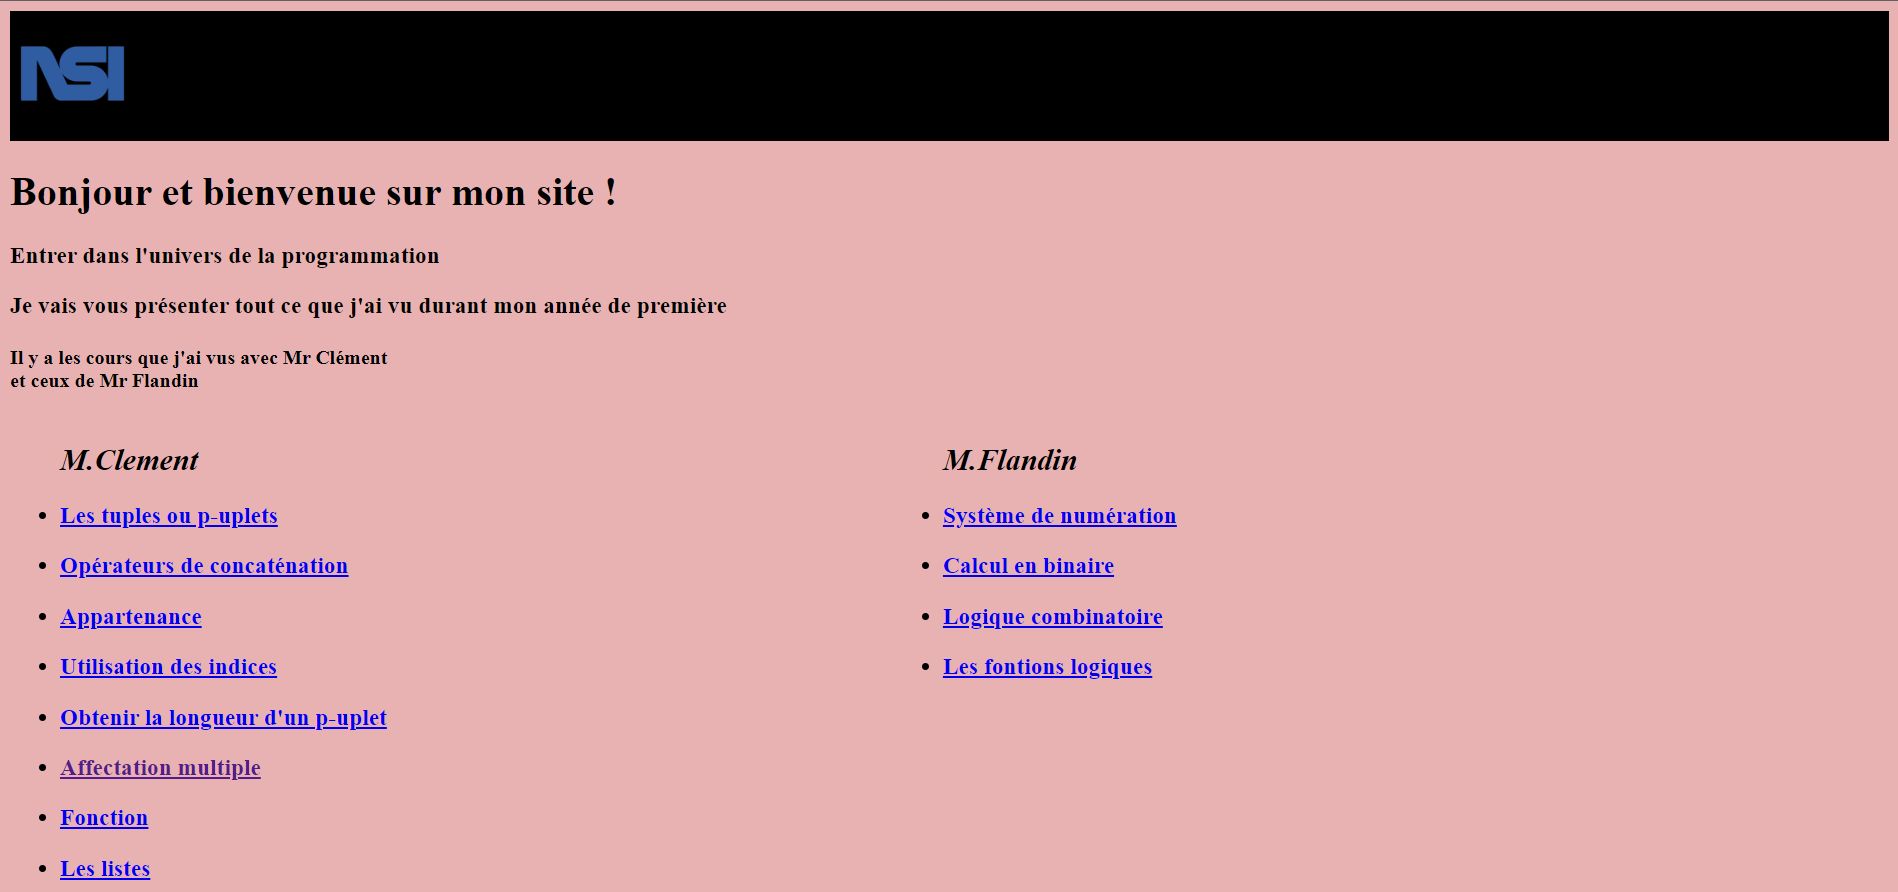 NSI
Bonjour et bienvenue sur mon site !
Entrer dans l'univers de la programmation
Je vais vous présenter tout ce que j'ai vu durant mon année de première
Il y a les cours que j'ai vus avec Mr Clément
et ceux de Mr Flandin
M.Clement
Les tuples ou p-uplets
Opérateurs de concaténation
Appartenance
Utilisation des indices
Obtenir la longueur d'un p-uplet
Affectation multiple
Fonction
Les listes
M.Flandin
Système de numération
Calcul en binaire
Logique combinatoire
Les fontions logiques